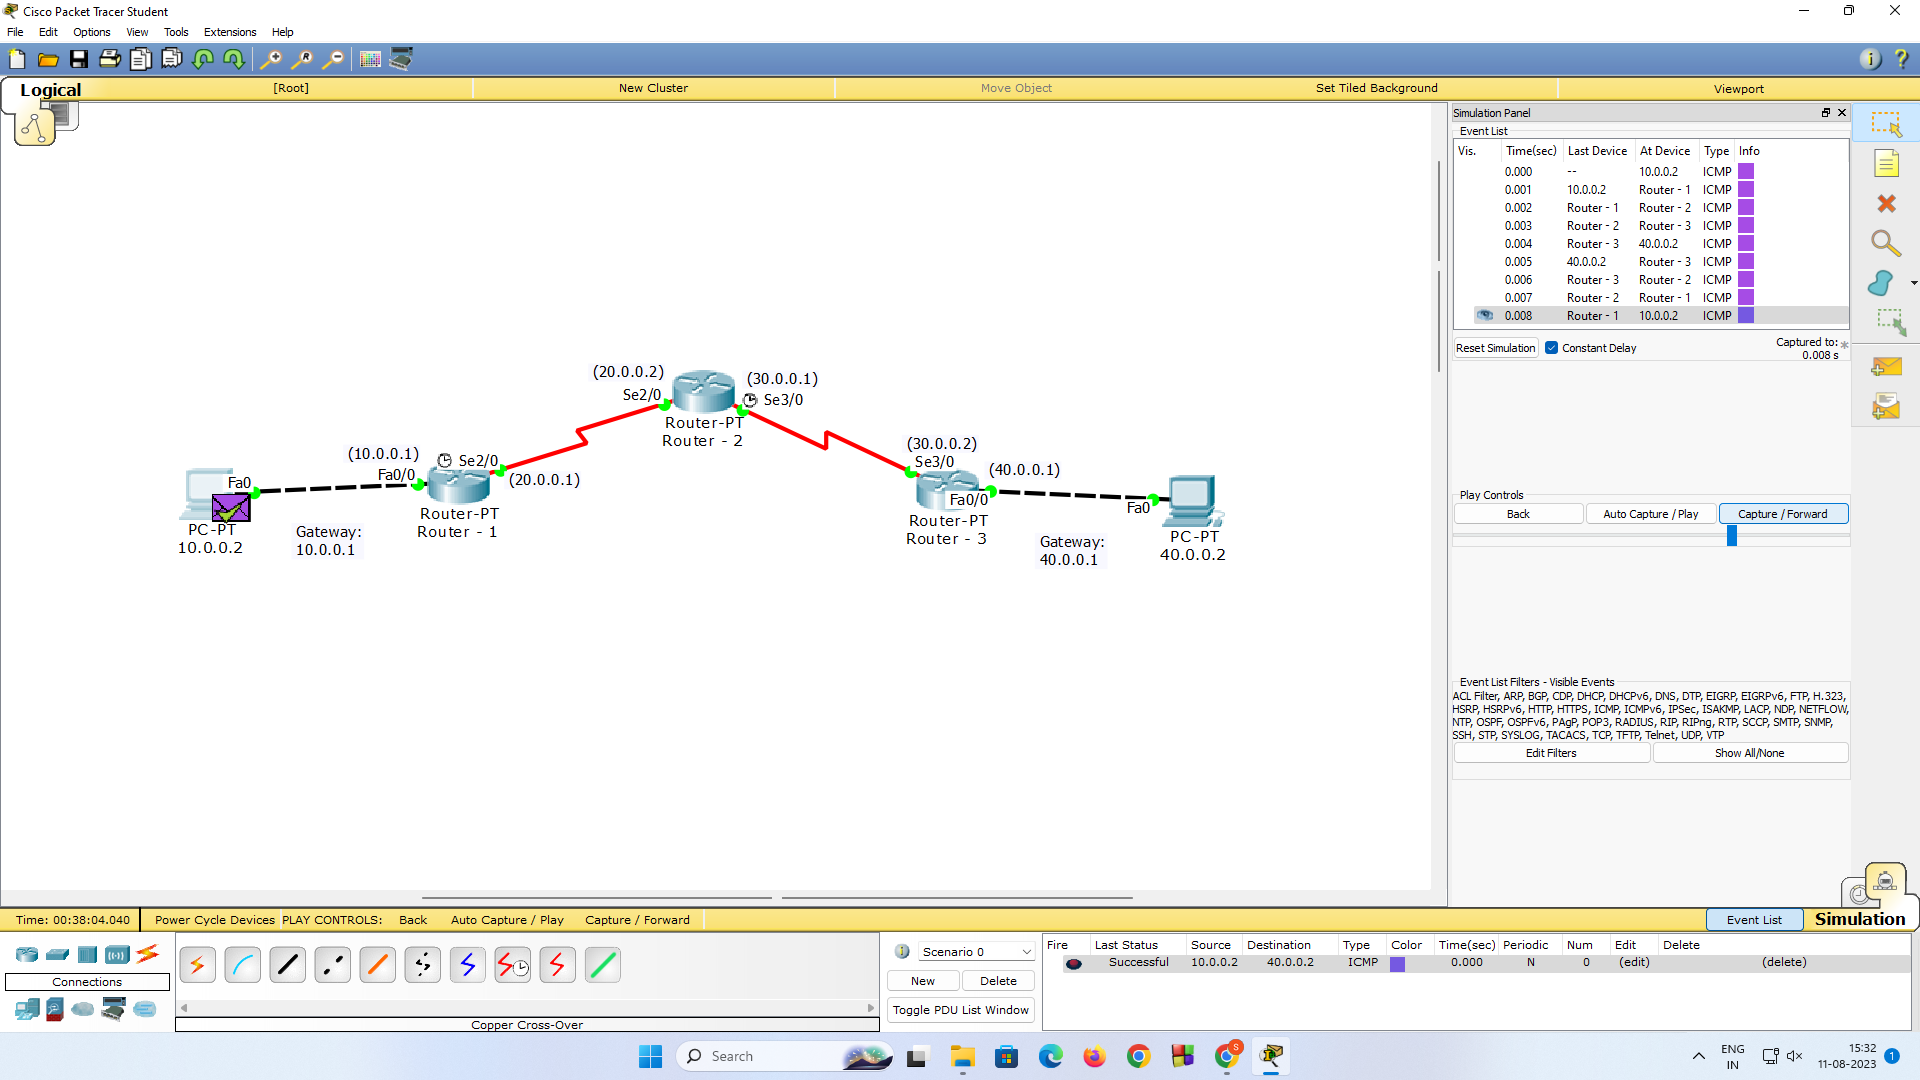 Cisco Packet Tracer Student
File Edit Options View Tools Extensions Help
Logical [Root] New Cluster Move Object Set Tiled Background Viewport
(20.0.0.2)
Se2/0
(30.0.0.1)
Se3/0
Router-PT
Router - 2
(10.0.0.1)
Fa0/0
Se2/0
(20.0.0.1)
Router-PT
Router - 1
Fa0
PC-PT
10.0.0.2
Gateway:
10.0.0.1
(30.0.0.2)
Se3/0
(40.0.0.1)
Fa0/0
Router-PT
Router - 3
Fa0
PC-PT
40.0.0.2
Gateway:
40.0.0.1
Simulation Panel
Event List
Vis. Time(sec) Last Device At Device Type Info
0.000 -- 10.0.0.2 ICMP
0.001 10.0.0.2 Router - 1 ICMP
0.002 Router - 1 Router - 2 ICMP
0.003 Router - 2 Router - 3 ICMP
0.004 Router - 3 40.0.0.2 ICMP
0.005 40.0.0.2 Router - 3 ICMP
0.006 Router - 3 Router - 2 ICMP
0.007 Router - 2 Router - 1 ICMP
0.008 Router - 1 10.0.0.2 ICMP
Reset Simulation Constant Delay Captured to: *
0.008 s
Play Controls
Back Auto Capture / Play Capture / Forward
Event List Filters - Visible Events
ACL Filter, ARP, BGP, CDP, DHCP, DHCPv6, DNS, DTP, EIGRP, EIGRPv6, FTP, H.323,
HSRP, HSRPv6, HTTP, HTTPS, ICMP, ICMPv6, IPSec, ISAKMP, LACP, NDP, NETFLOW,
NTP, OSPF, OSPFv6, PAgP, POP3, RADIUS, RIP, RIPng, RTP, SCCP, SMTP, SNMP,
SSH, STP, SYSLOG, TACACS, TCP, TFTP, Telnet, UDP, VTP
Edit Filters Show All/None
Time: 00:38:04.040 Power Cycle Devices PLAY CONTROLS: Back Auto Capture / Play Capture / Forward Event List Simulation
Connections
Copper Cross-Over
Scenario 0
New Delete
Toggle PDU List Window
Fire Last Status Source Destination Type Color Time(sec) Periodic Num Edit Delete
Successful 10.0.0.2 40.0.0.2 ICMP 0.000 N 0 (edit) (delete)
Search
S
ENG
IN
15:32
11-08-2023
1